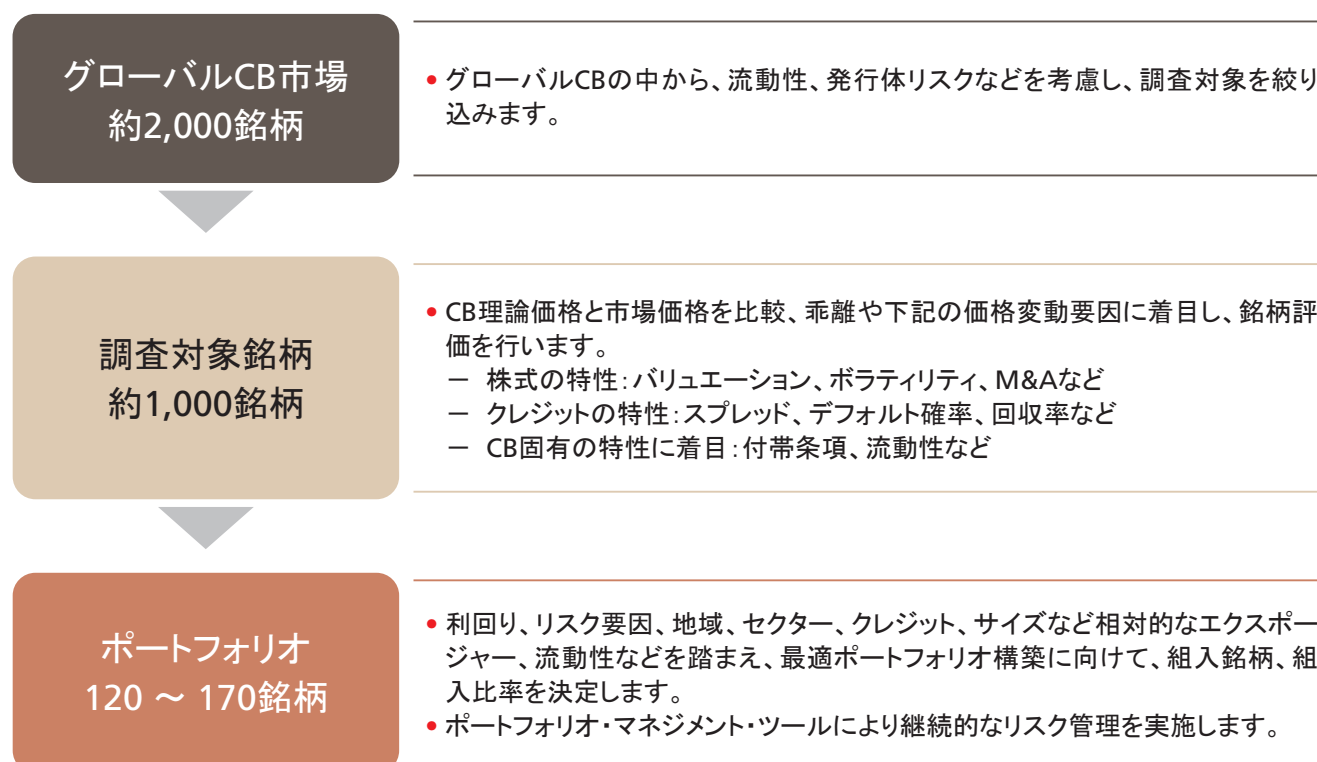 グローバルCB市場
約2,000銘柄
• グローバルCBの中から、流動性、発行体リスクなどを考慮し、調査対象を絞り
込みます。
調査対象銘柄
約1,000銘柄
• CB理論価格と市場価格を比較、乖離や下記の価格変動要因に着目し、銘柄評
価を行います。
－ 株式の特性：バリュエーション、ボラティリティ、M&Aなど
－ クレジットの特性：スプレッド、デフォルト確率、回収率など
－ CB固有の特性に着目：付帯条項、流動性など
ポートフォリオ
120 ～ 170銘柄
• 利回り、リスク要因、地域、セクター、クレジット、サイズなど相対的なエクスポー
ジャー、流動性などを踏まえ、最適ポートフォリオ構築に向けて、組入銘柄、組
入比率を決定します。
• ポートフォリオ・マネジメント・ツールにより継続的なリスク管理を実施します。